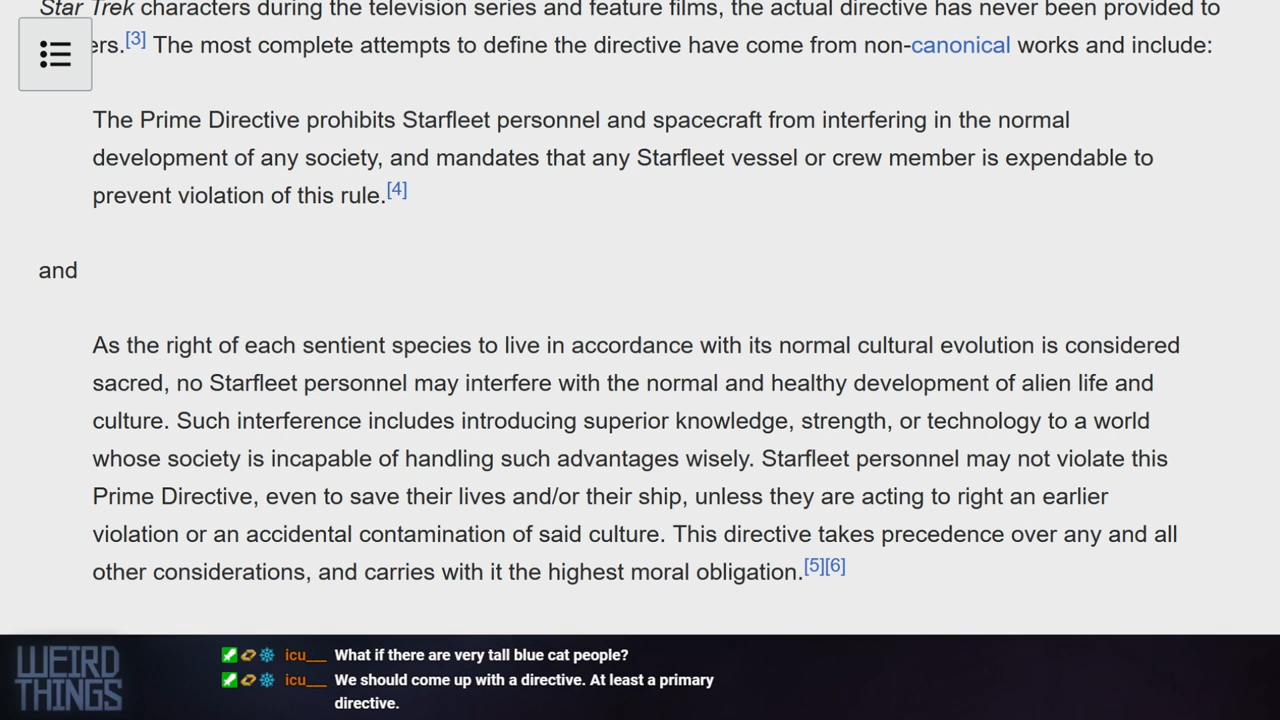 Star Trek characters during the television series and feature films, the actual directive has never been provided to
ers.[3] The most complete attempts to define the directive have come from non-canonical works and include:
The Prime Directive prohibits Starfleet personnel and spacecraft from interfering in the normal
development of any society, and mandates that any Starfleet vessel or crew member is expendable to
prevent violation of this rule.[4]
and
As the right of each sentient species to live in accordance with its normal cultural evolution is considered
sacred, no Starfleet personnel may interfere with the normal and healthy development of alien life and
culture. Such interference includes introducing superior knowledge, strength, or technology to a world
whose society is incapable of handling such advantages wisely. Starfleet personnel may not violate this
Prime Directive, even to save their lives and/or their ship, unless they are acting to right an earlier
violation or an accidental contamination of said culture. This directive takes precedence over any and all
other considerations, and carries with it the highest moral obligation.[5][6]
WEIRD
THINGS
icu___ What if there are very tall blue cat people?
icu___ We should come up with a directive. At least a primary
directive.